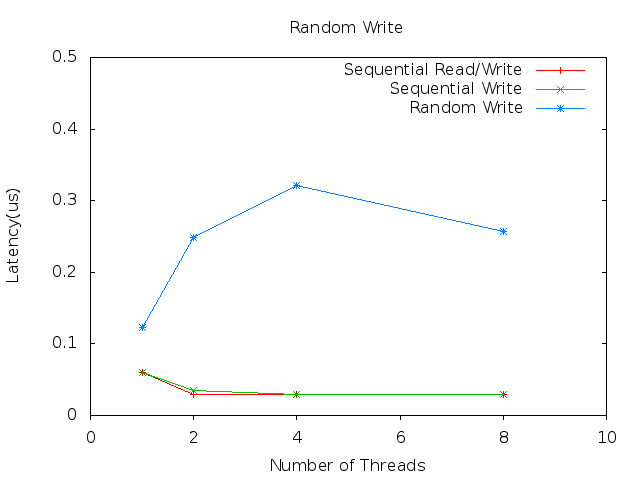 Random Write
0.5
0.4
0.3
0.2
0.1
0
Latency(us)
Sequential Read/Write
Sequential Write
Random Write
0 2 4 6 8 10
Number of Threads